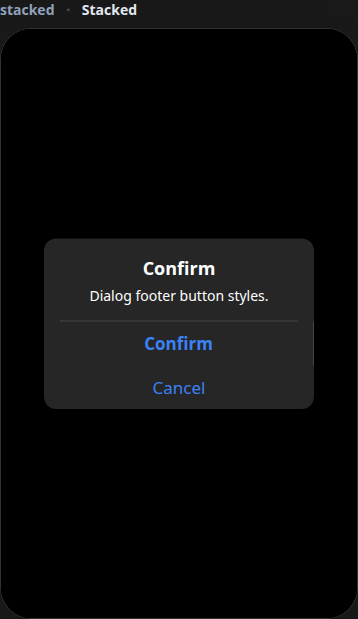 stacked · Stacked
Confirm
Dialog footer button styles.
Confirm
Cancel